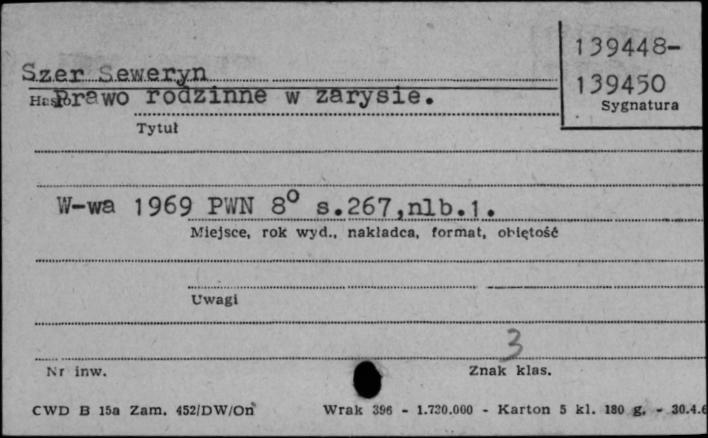 139448-
139450
Sygnatura
Szer Seweryn
Hasło
Prawo rodzinne w zarysie.
Tytuł
W-wa 1969 PWN 8° s.267,nlb.1.
Miejsce, rok wyd., nakładca, format, objętość
Uwagi
3
Nr inw.
Znak klas.
CWD B 15a Zam. 452/DW/On Wrak 396 - 1.730.000 - Karton 5 kl. 180 g. - 30.4.6